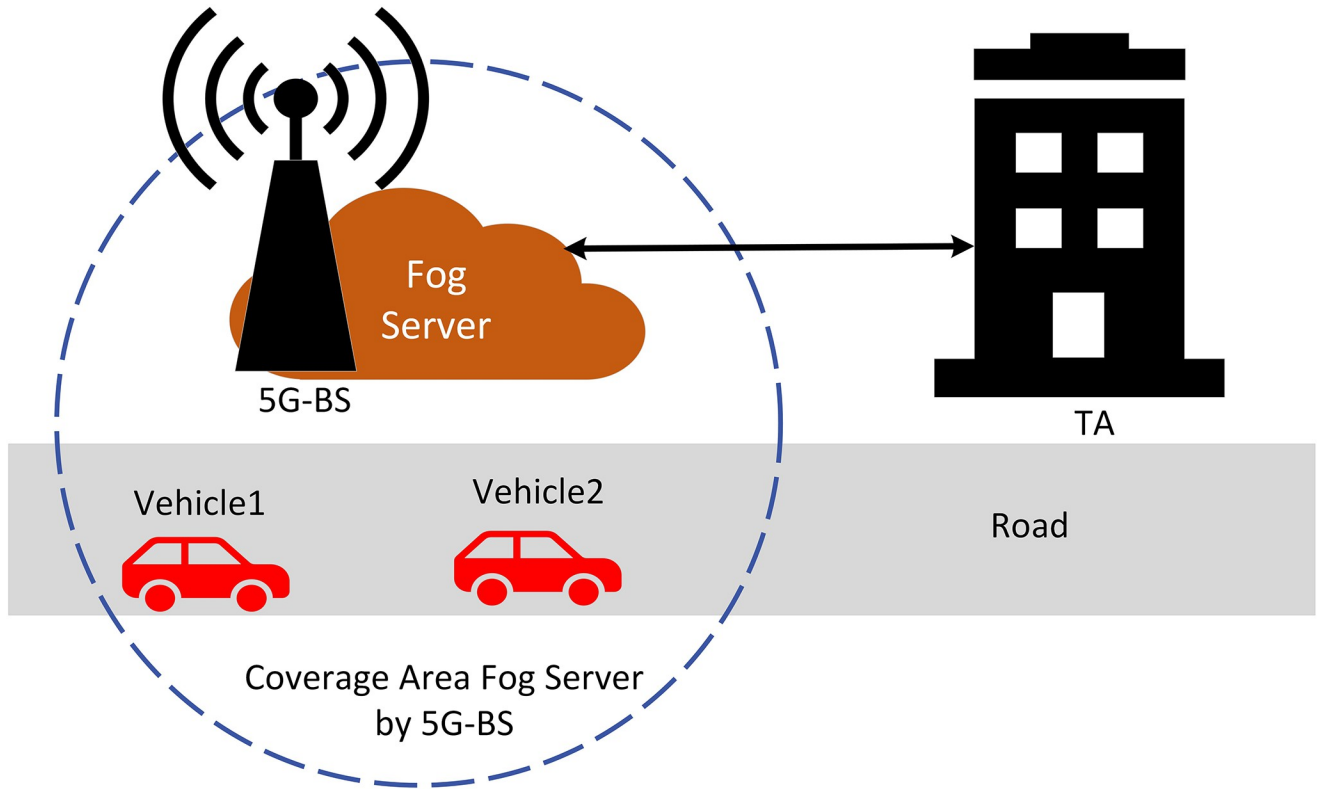 Fog
Server
5G-BS
TA
Vehicle1
Vehicle2
Road
Coverage Area Fog Server
by 5G-BS